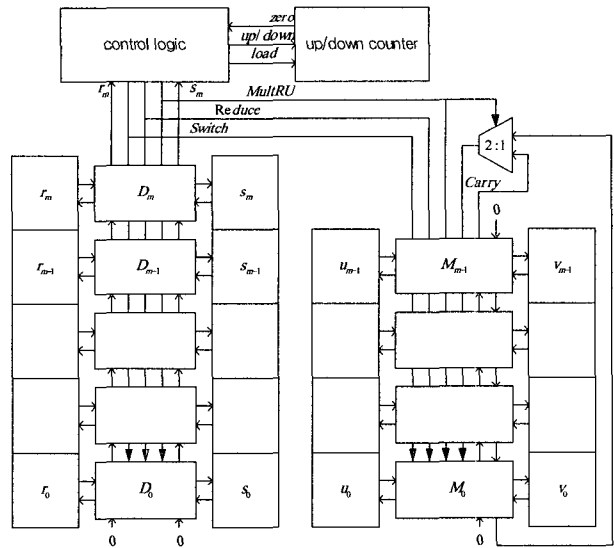 control logic
zero
up/down
load
up/down counter
r_m
s_m
MultRU
Reduce
Switch
2:1
Carry
0
r_m
D_m
s_m
r_m-1
D_m-1
s_m-1
u_m-1
M_m-1
v_m-1
r_0
D_0
s_0
u_0
M_0
v_0
0
0
0